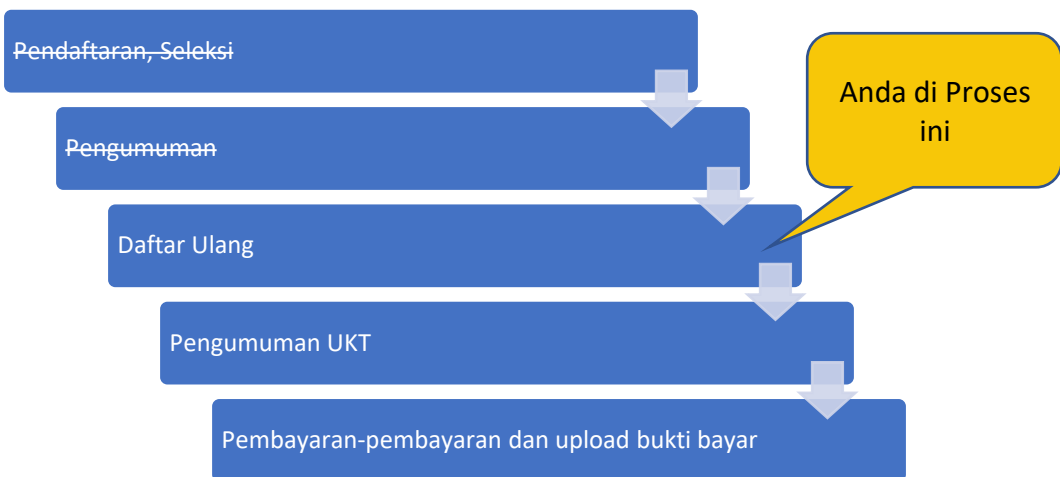 Pendaftaran, Seleksi
Anda di Proses
ini
Pengumuman
Daftar Ulang
Pengumuman UKT
Pembayaran-pembayaran dan upload bukti bayar